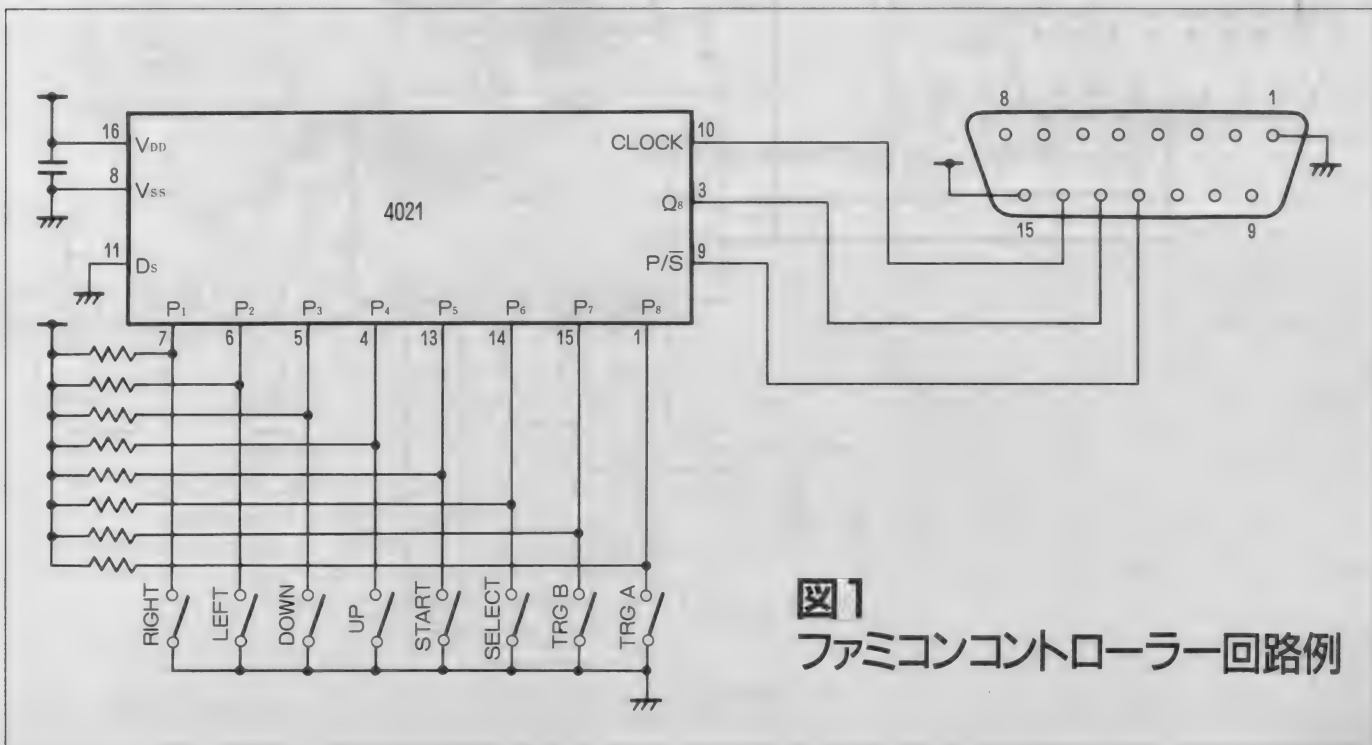 16 VDD
8 VSS
11 DS
4021
CLOCK 10
Q8 3
P/S̅ 9
P1 P2 P3 P4 P5 P6 P7 P8
7 6 5 4 13 14 15 1
RIGHT
LEFT
DOWN
UP
START
SELECT
TRG B
TRG A
8 1
15 9
図1
ファミコンコントローラー回路例